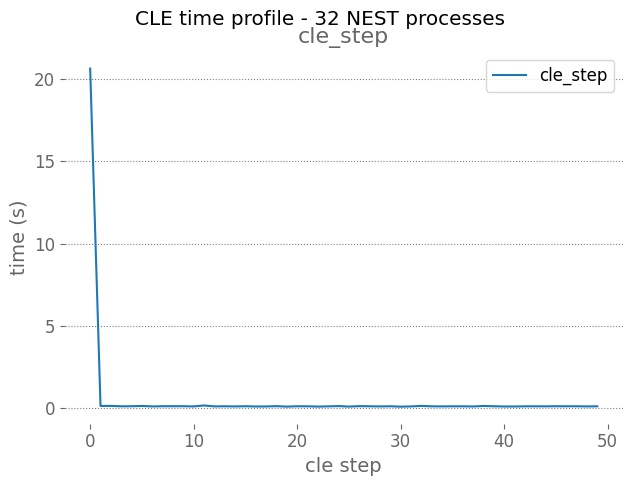 CLE time profile - 32 NEST processes
cle_step
cle_step
20
15
10
5
0
time (s)
0 10 20 30 40 50
cle step